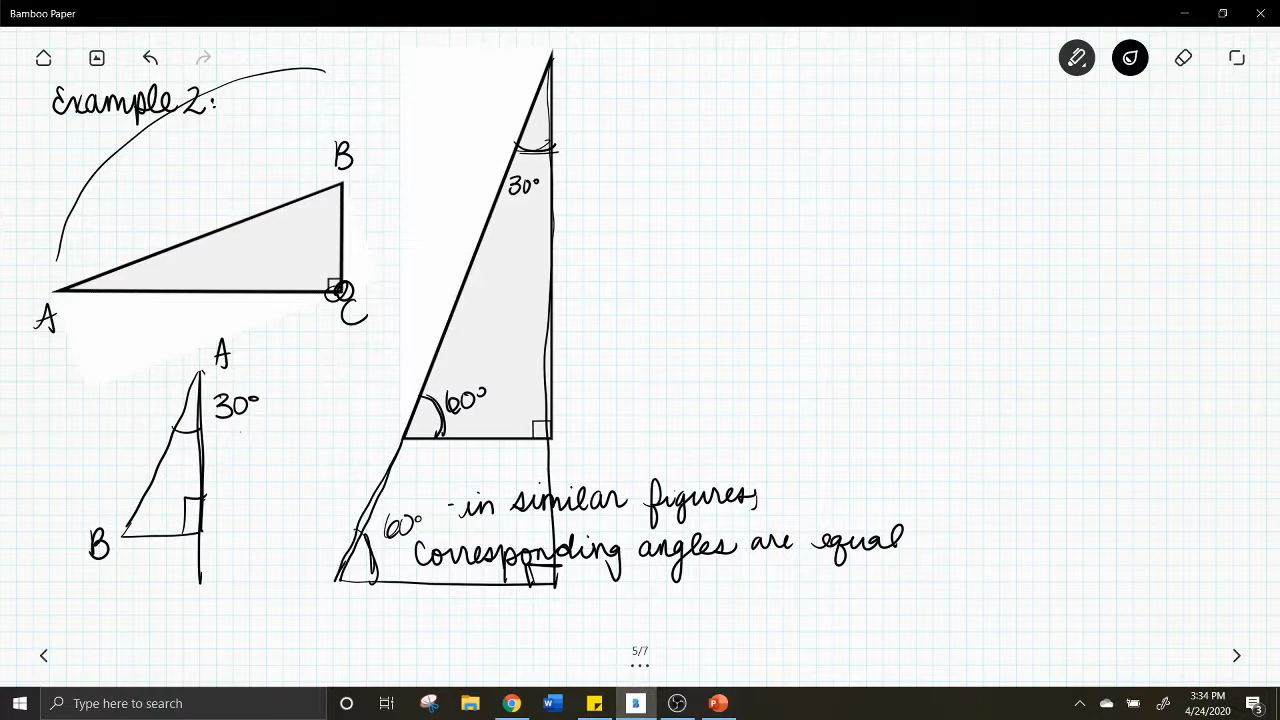 Bamboo Paper
Example 2:
B
A
C
30°
60°
A
30°
B
60°
-in similar figures,
corresponding angles are equal
5/7
Type here to search
3:34 PM
4/24/2020
3